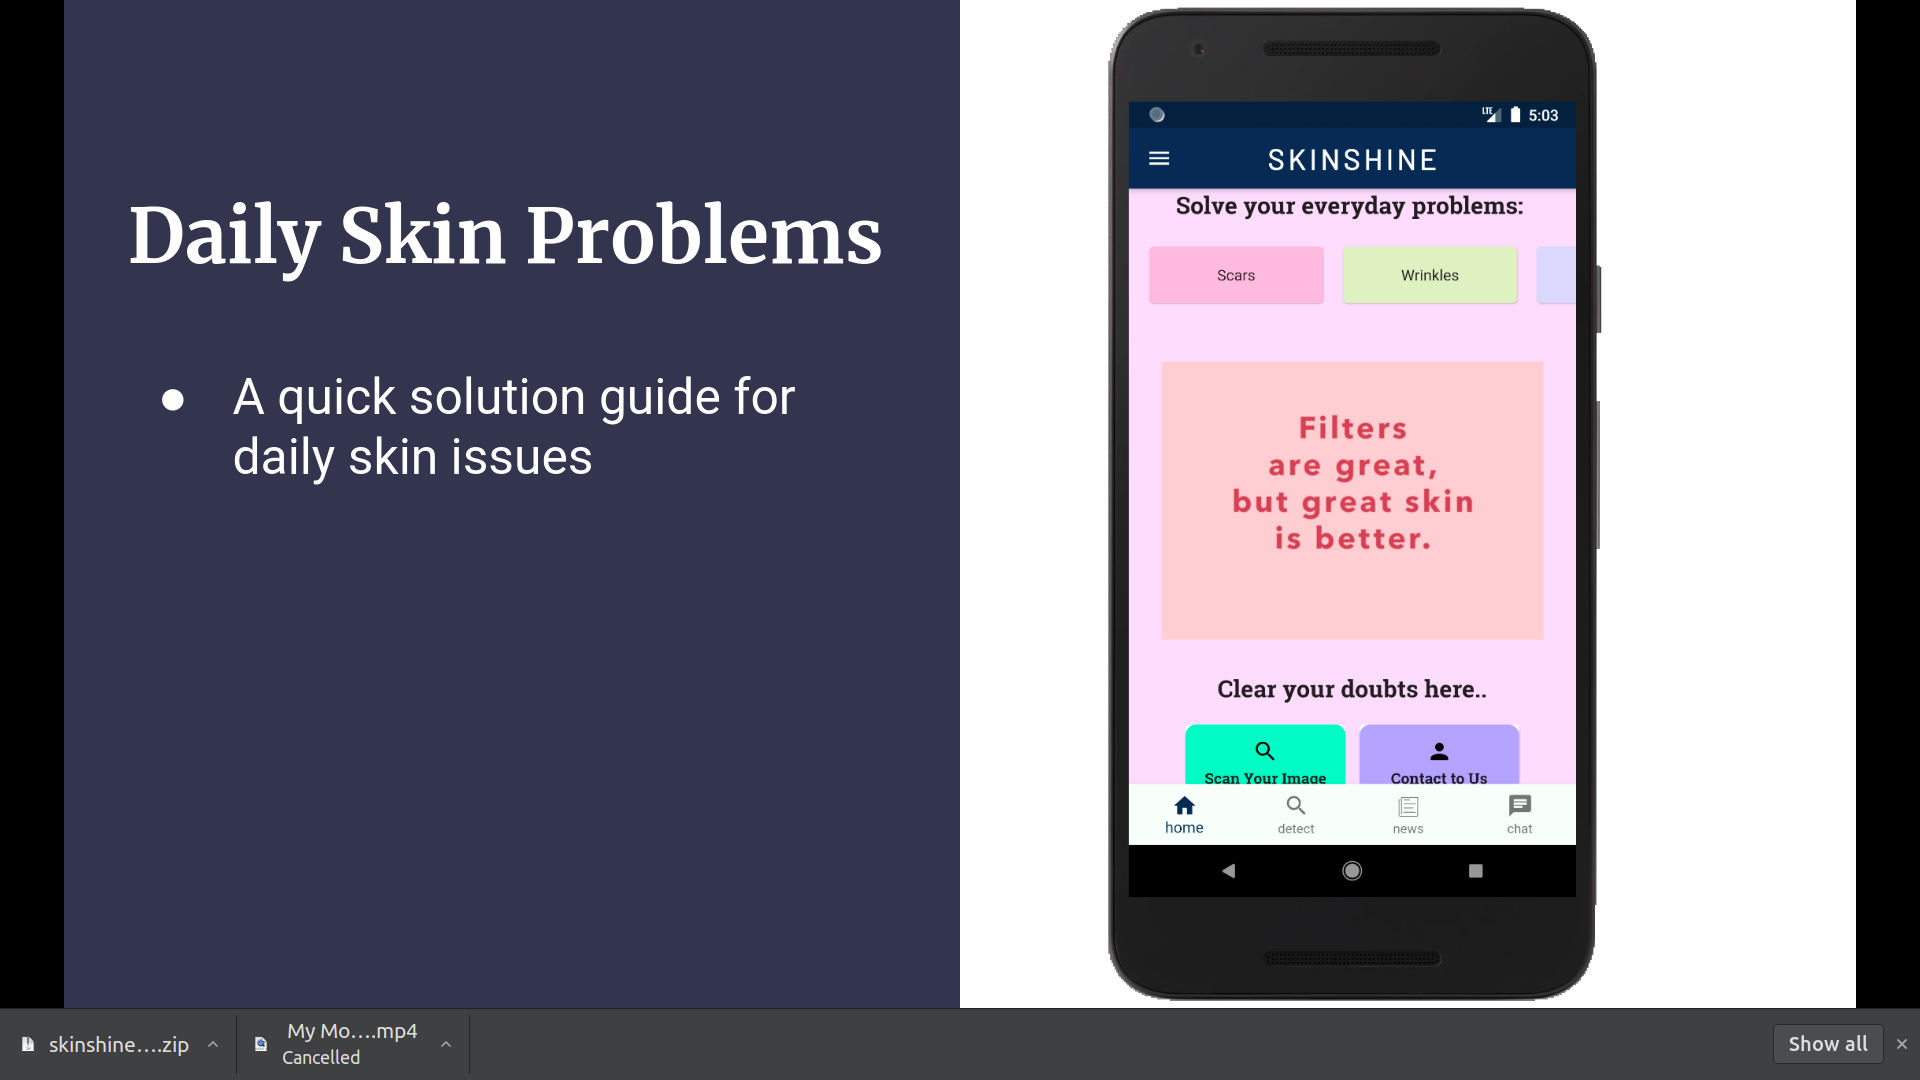 Daily Skin Problems
● A quick solution guide for
daily skin issues
LTE 5:03
SKINSHINE
Solve your everyday problems:
Scars Wrinkles
Filters
are great,
but great skin
is better.
Clear your doubts here..
Scan Your Image Contact to Us
home detect news chat
skinshine....zip
My Mo....mp4
Cancelled
Show all